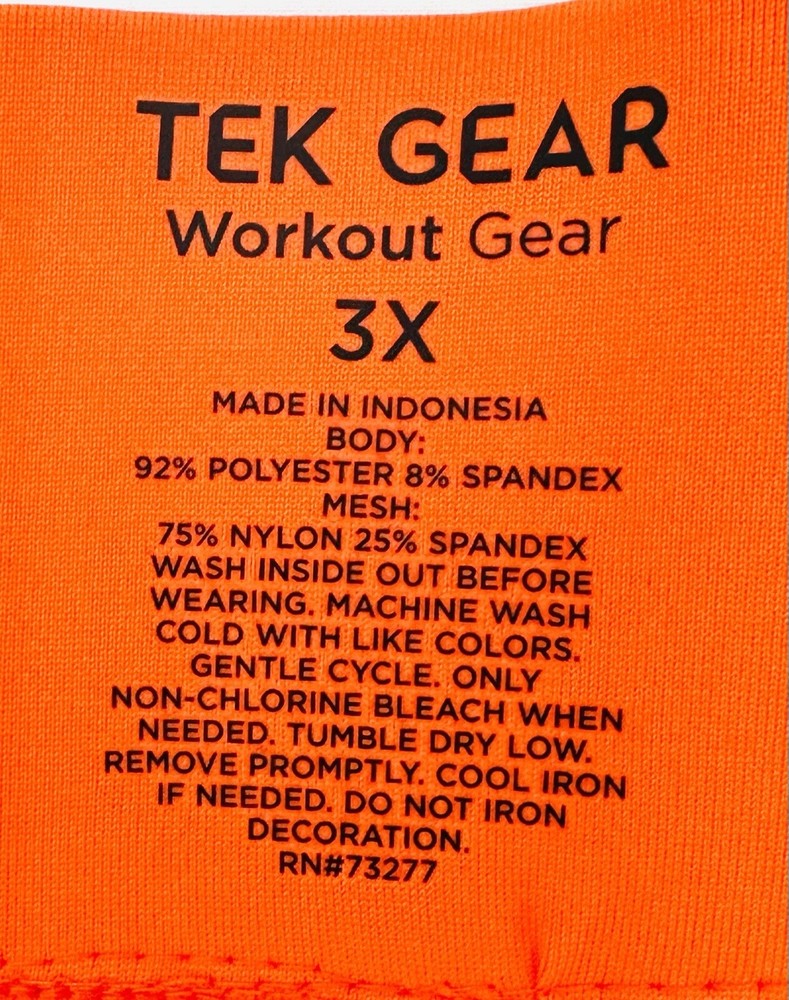 TEK GEAR
Workout Gear
3X
MADE IN INDONESIA
BODY:
92% POLYESTER 8% SPANDEX
MESH:
75% NYLON 25% SPANDEX
WASH INSIDE OUT BEFORE
WEARING. MACHINE WASH
COLD WITH LIKE COLORS.
GENTLE CYCLE. ONLY
NON-CHLORINE BLEACH WHEN
NEEDED. TUMBLE DRY LOW.
REMOVE PROMPTLY. COOL IRON
IF NEEDED. DO NOT IRON
DECORATION.
RN#73277